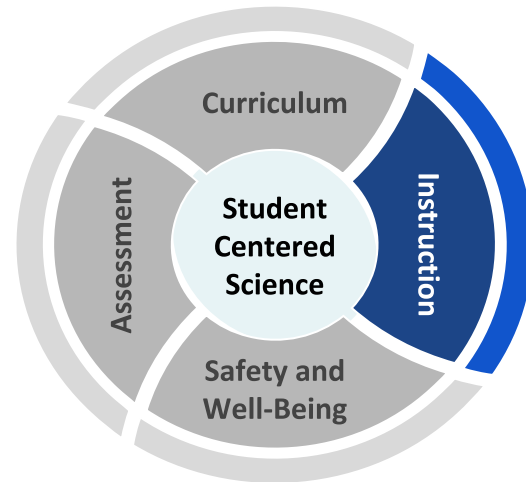 Curriculum
Instruction
Student
Centered
Science
Assessment
Safety and
Well-Being